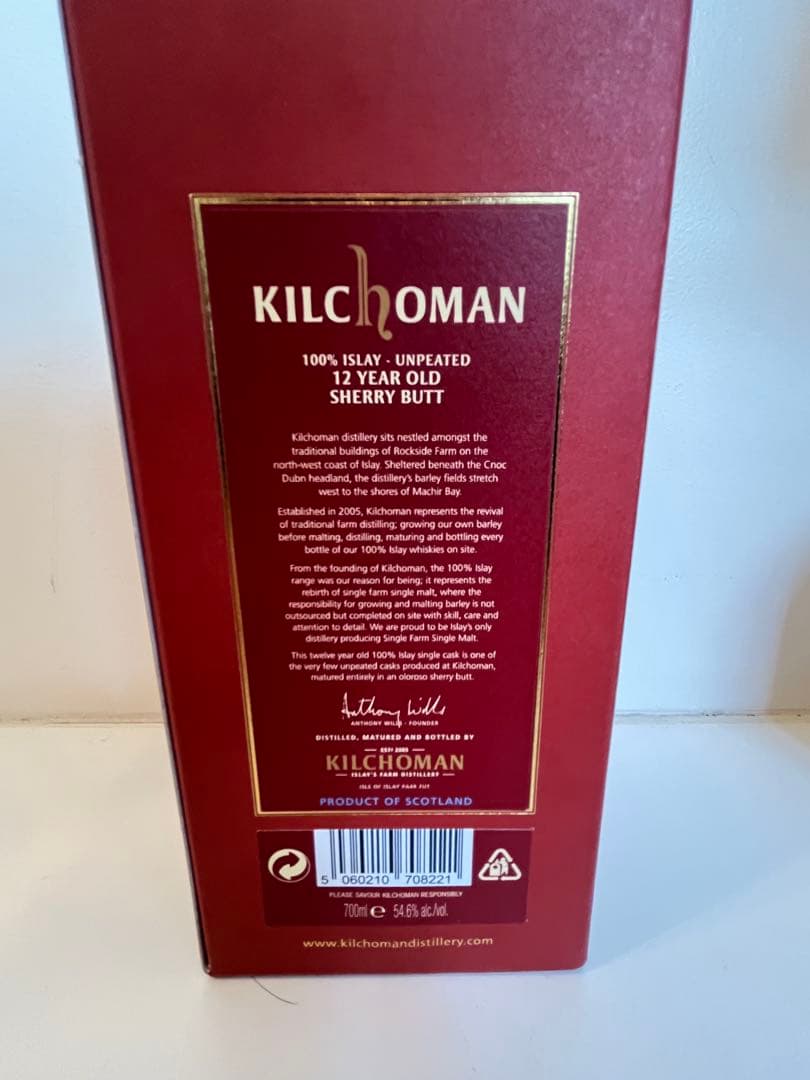 KILCHOMAN
100% ISLAY - UNPEATED
12 YEAR OLD
SHERRY BUTT
Kilchoman distillery sits nestled amongst the
traditional buildings of Rockside Farm on the
north-west coast of Islay. Sheltered beneath the Cnoc
Dubn headland, the distillery's barley fields stretch
west to the shores of Machir Bay.
Established in 2005, Kilchoman represents the revival
of traditional farm distilling; growing our own barley
before malting, distilling, maturing and bottling every
bottle of our 100% Islay whiskies on site.
From the founding of Kilchoman, the 100% Islay
range was our reason for being; it represents the
rebirth of single farm single malt, where the
responsibility for growing and malting barley is not
outsourced but completed on site with skill, care and
attention to detail. We are proud to be Islay's only
distillery producing Single Farm Single Malt.
This twelve year old 100% Islay single cask is one of
the very few unpeated casks produced at Kilchoman,
matured entirely in an oloroso sherry butt.
Anthony Wills
ANTHONY WILLS - FOUNDER
DISTILLED, MATURED AND BOTTLED BY
ESTD 2005
KILCHOMAN
ISLAY'S FARM DISTILLERY
ISLE OF ISLAY PA49 7UT
PRODUCT OF SCOTLAND
5 060210 708221
PLEASE SAVOUR KILCHOMAN RESPONSIBLY
700ml e 54.6% alc./vol.
www.kilchomandistillery.com